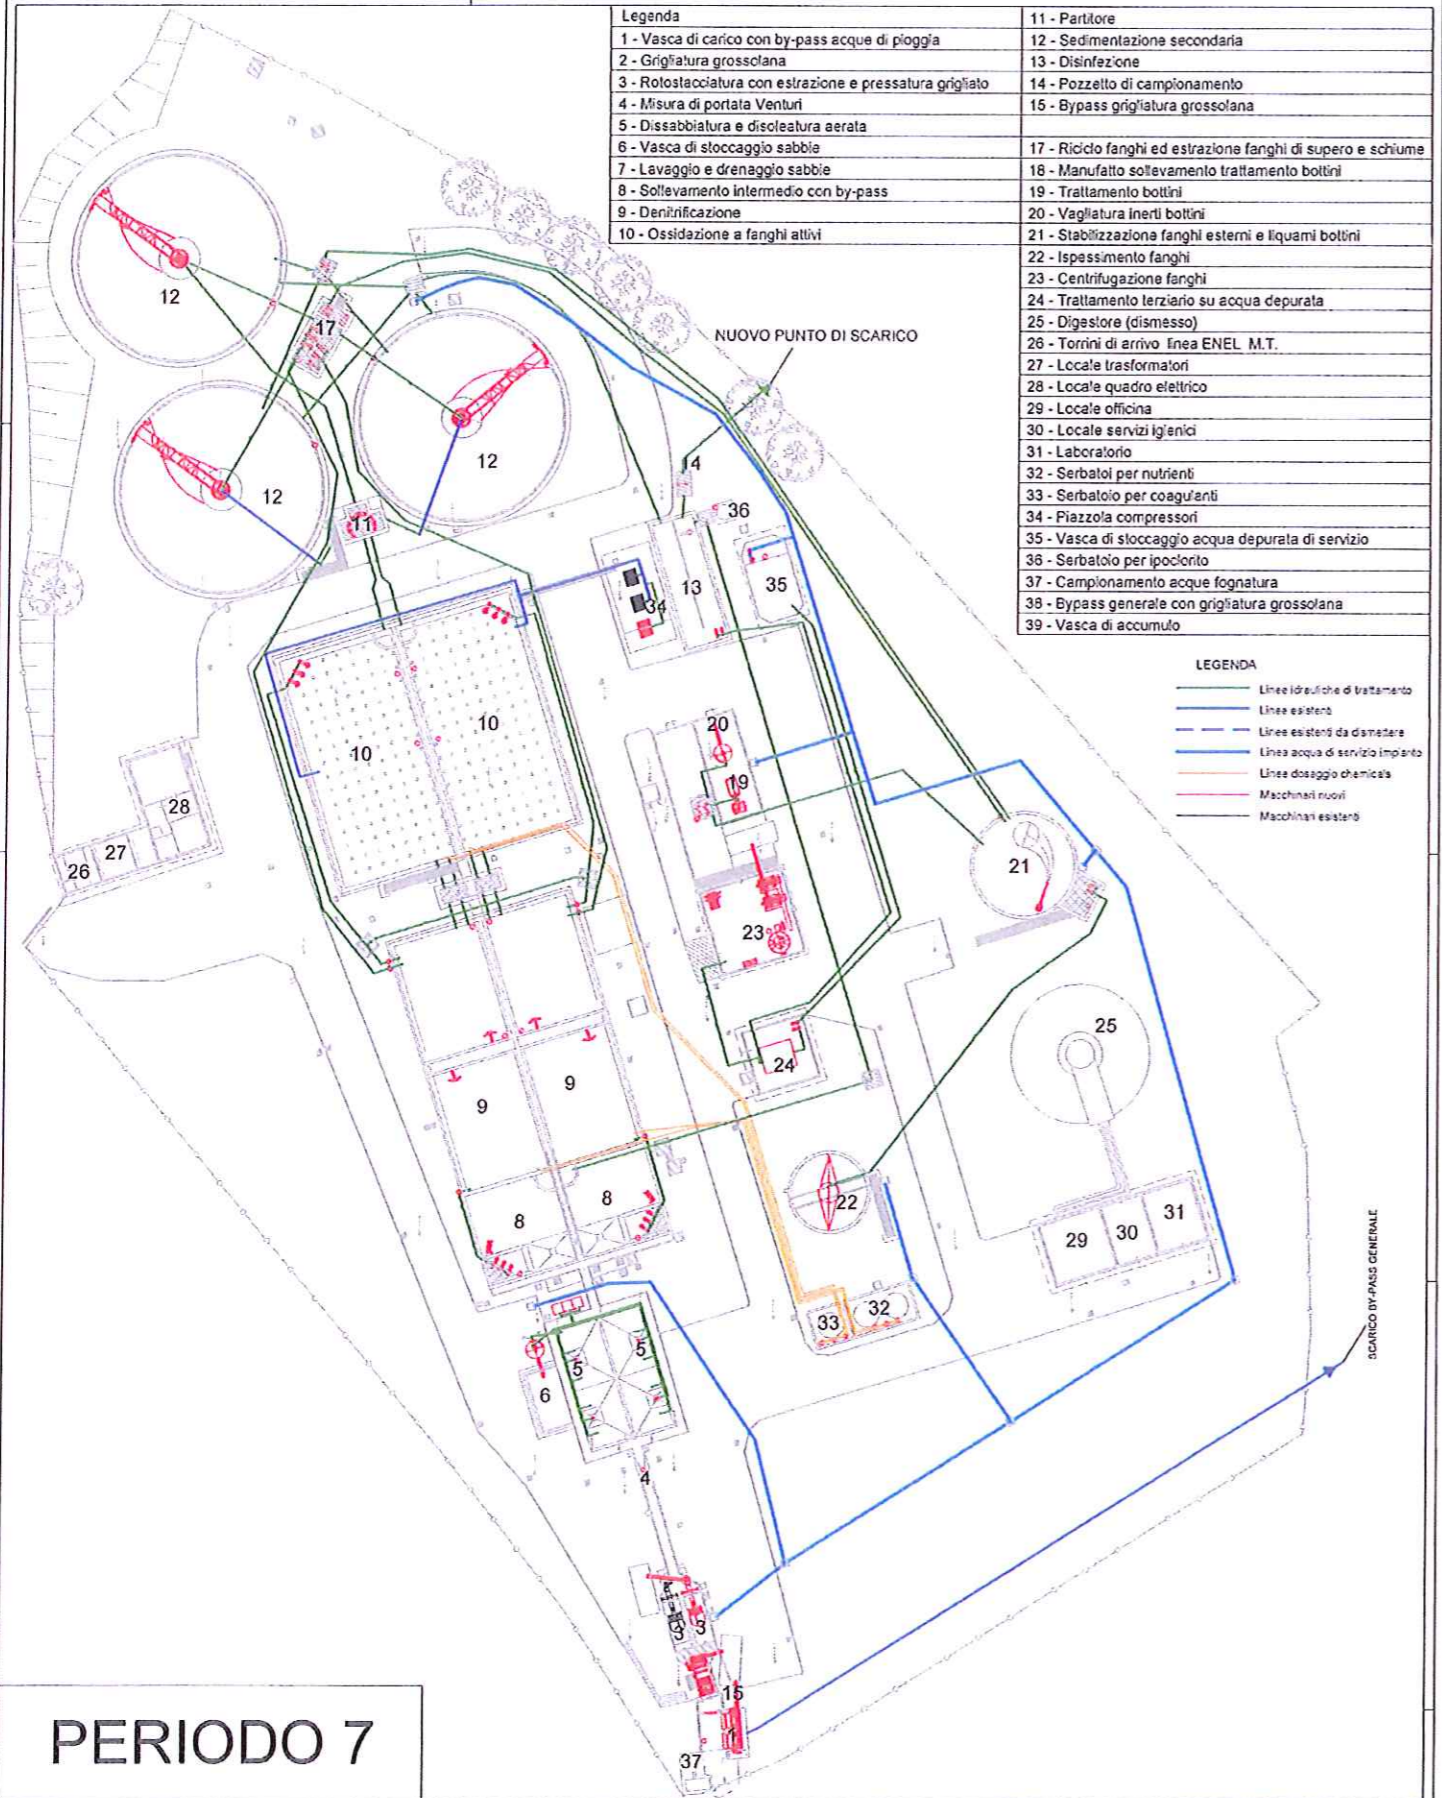 Legenda
1 - Vasca di carico con by-pass acque di pioggia
2 - Grigliatura grossolana
3 - Rotostacciatura con estrazione e pressatura grigliato
4 - Misura di portata Venturi
5 - Dissabbiatura e disoleatura aerata
6 - Vasca di stoccaggio sabbie
7 - Lavaggio e drenaggio sabbie
8 - Sollevamento intermedio con by-pass
9 - Denitrificazione
10 - Ossidazione a fanghi attivi
11 - Partitore
12 - Sedimentazione secondaria
13 - Disinfezione
14 - Pozzetto di campionamento
15 - Bypass grigliatura grossolana
17 - Riciclo fanghi ed estrazione fanghi di supero e schiume
18 - Manufatto sollevamento trattamento bottini
19 - Trattamento bottini
20 - Vagliatura inerti bottini
21 - Stabilizzazione fanghi esterni e liquami bottini
22 - Ispessimento fanghi
23 - Centrifugazione fanghi
24 - Trattamento terziario su acqua depurata
25 - Digestore (dismesso)
26 - Torrini di arrivo linea ENEL M.T.
27 - Locale trasformatori
28 - Locale quadro elettrico
29 - Locale officina
30 - Locale servizi igienici
31 - Laboratorio
32 - Serbatoi per nutrienti
33 - Serbatoio per coagulanti
34 - Piazzola compressori
35 - Vasca di stoccaggio acqua depurata di servizio
36 - Serbatoio per ipoclorito
37 - Campionamento acque fognatura
38 - Bypass generale con grigliatura grossolana
39 - Vasca di accumulo
LEGENDA
Linee idrauliche di trattamento
Linee esistenti
Linee esistenti da dismettere
Linea acqua di servizio impianto
Linee dosaggio chemicals
Macchinari nuovi
Macchinari esistenti
NUOVO PUNTO DI SCARICO
12
17
12
12
11
14
36
13
35
34
10
10
20
19
28
27
26
21
23
25
24
9
9
22
8
8
31
30
29
32
33
5
5
6
4
3
3
15
1
37
SCARICO BY-PASS GENERALE
PERIODO 7